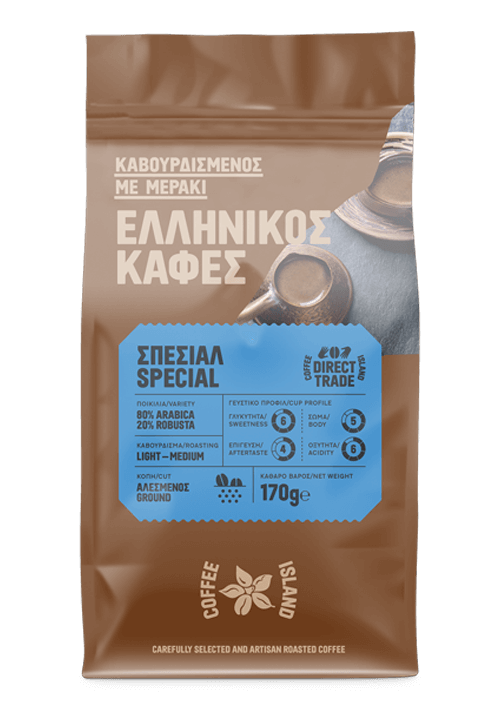 ΚΑΒΟΥΡΔΙΣΜΕΝΟΣ
ΜΕ ΜΕΡΑΚΙ
ΕΛΛΗΝΙΚΟΣ
ΚΑΦΕΣ
ΣΠΕΣΙΑΛ
SPECIAL
COFFEE ISLAND
DIRECT
TRADE
ΠΟΙΚΙΛΙΑ/VARIETY
80% ARABICA
20% ROBUSTA
ΚΑΒΟΥΡΔΙΣΜΑ/ROASTING
LIGHT – MEDIUM
ΚΟΠΗ/CUT
ΑΛΕΣΜΕΝΟΣ
GROUND
ΓΕΥΣΤΙΚΟ ΠΡΟΦΙΛ/CUP PROFILE
ΓΛΥΚΥΤΗΤΑ/
SWEETNESS 6
ΣΩΜΑ/
BODY 5
ΕΠΙΓΕΥΣΗ/
AFTERTASTE 4
ΟΞΥΤΗΤΑ/
ACIDITY 6
ΚΑΘΑΡΟ ΒΑΡΟΣ/NET WEIGHT
170g℮
COFFEE ISLAND
CAREFULLY SELECTED AND ARTISAN ROASTED COFFEE